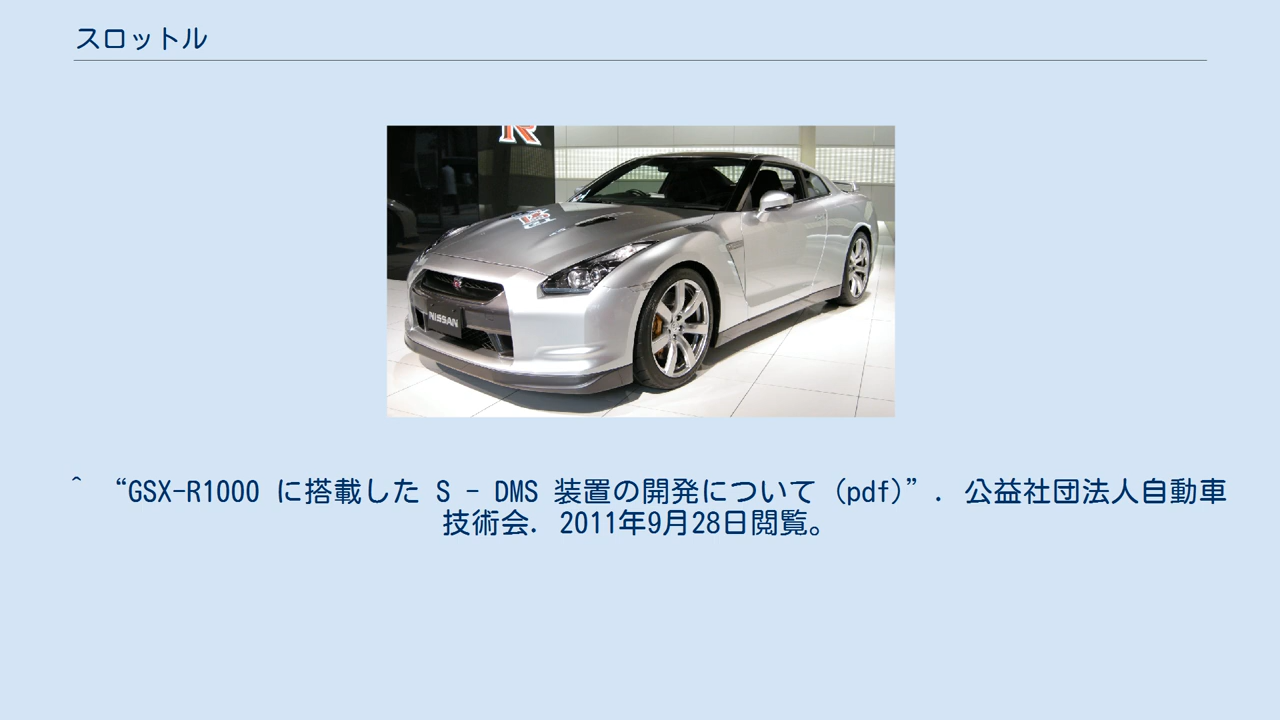 スロットル
R
NISSAN
^ “GSX-R1000 に搭載した S - DMS 装置の開発について (pdf)”. 公益社団法人自動車
技術会. 2011年9月28日閲覧。